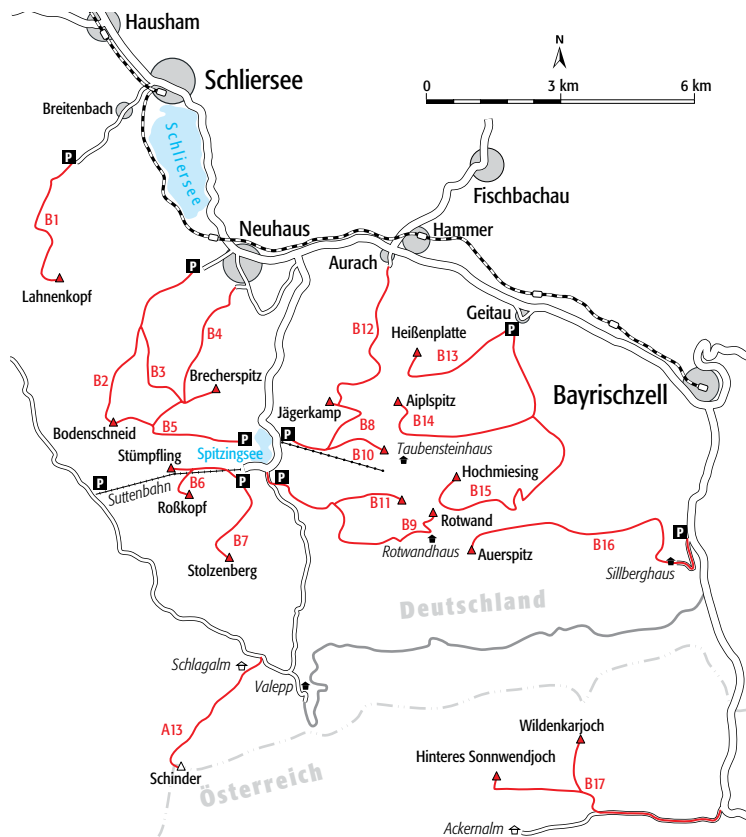 Hausham
N
Schliersee
0
3 km
6 km
Breitenbach
Schliersee
P
Fischbachau
B1
Neuhaus
Hammer
Aurach
P
Lahnenkopf
Geitau
B12
B4
Heißenplatte
P
B13
B3
B2
Brecherspitz
Bayrischzell
Jägerkamp
Aiplspitz
B8
B14
B5
Bodenschneid
P
P
Spitzingsee
B10
Taubensteinhaus
Stümpfling
Hochmiesing
P
Suttenbahn
B6
P
P
B15
B11
Roßkopf
Rotwand
B9
P
B7
B16
Rotwandhaus
Auerspitz
Stolzenberg
Sillberghaus
Deutschland
Schlagalm
Valepp
A13
Wildenkarjoch
Hinteres Sonnwendjoch
Schinder
Österreich
B17
Ackernalm